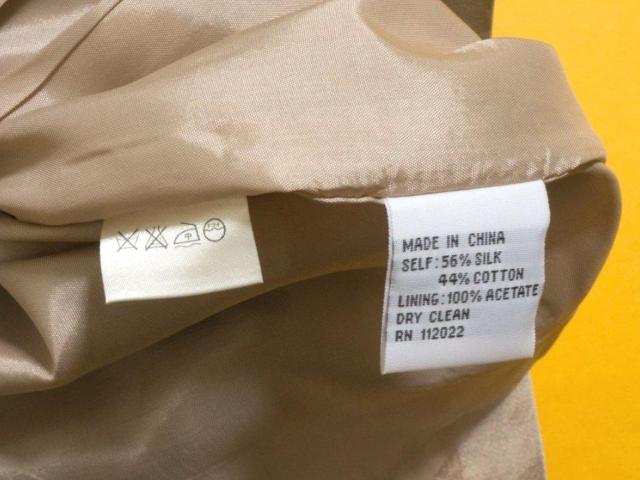 MADE IN CHINA
SELF: 56% SILK
44% COTTON
LINING: 100% ACETATE
DRY CLEAN
RN 112022